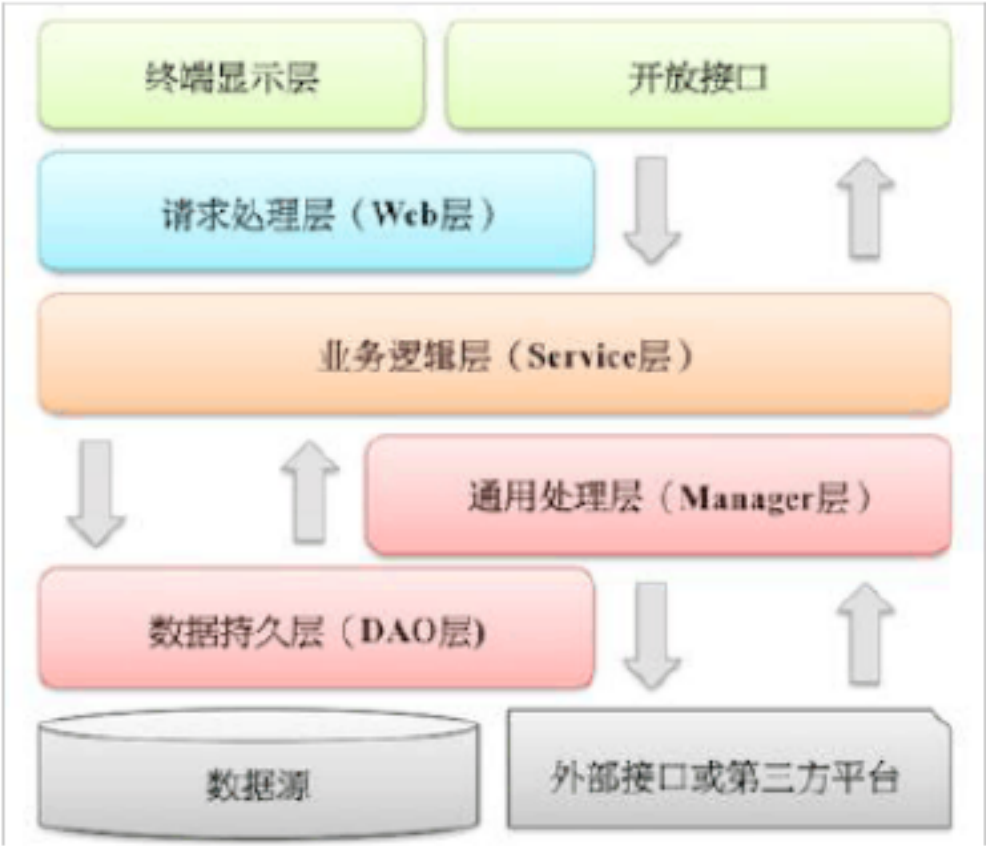 终端显示层
开放接口
请求处理层（Web层）
业务逻辑层（Service层）
通用处理层（Manager层）
数据持久层（DAO层)
数据源
外部接口或第三方平台